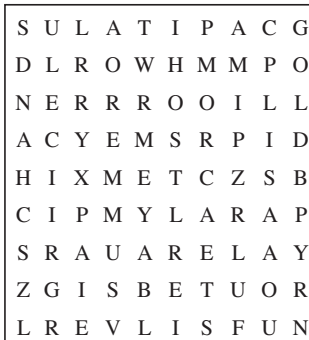 S U L A T I P A C G
D L R O W H M M P O
N E R R R O O I L L
A C Y E M S R P I D
H I X M E T C Z S B
C I P M Y L A R A P
S R A U A R E L A Y
Z G I S B E T U O R
L R E V L I S F U N